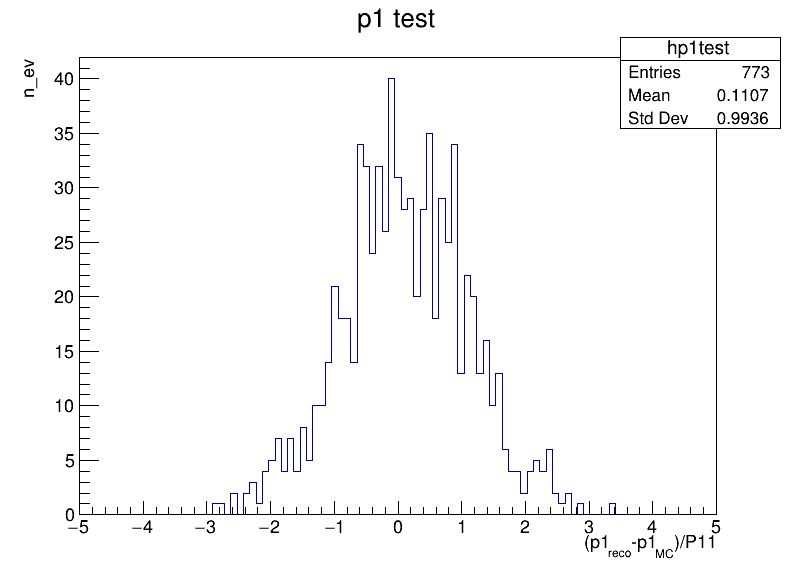 p1 test
hp1test
Entries 773
Mean 0.1107
Std Dev 0.9936
n_ev
40
35
30
25
20
15
10
5
0
−5 −4 −3 −2 −1 0 1 2 3 4 5
(p1reco-p1MC)/P11